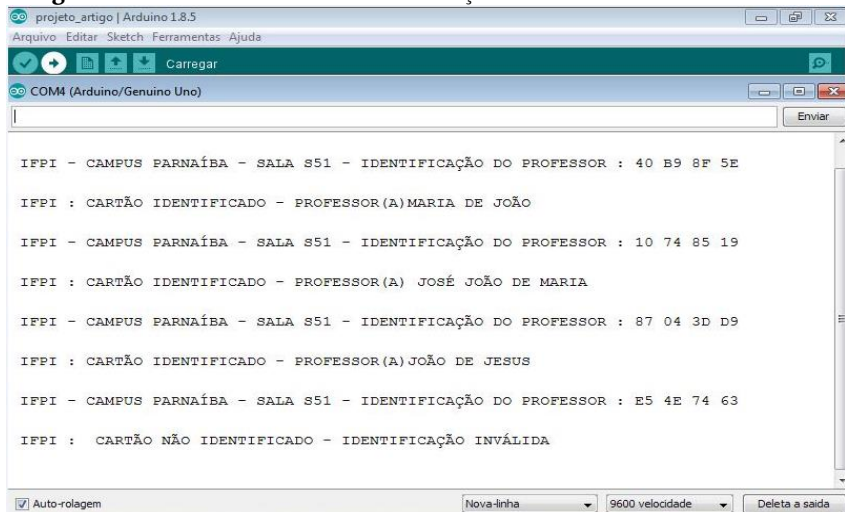 projeto_artigo | Arduino 1.8.5
Arquivo Editar Sketch Ferramentas Ajuda
Carregar
COM4 (Arduino/Genuino Uno)
Enviar
IFPI - CAMPUS PARNAÍBA - SALA S51 - IDENTIFICAÇÃO DO PROFESSOR : 40 B9 8F 5E
IFPI : CARTÃO IDENTIFICADO - PROFESSOR(A)MARIA DE JOÃO
IFPI - CAMPUS PARNAÍBA - SALA S51 - IDENTIFICAÇÃO DO PROFESSOR : 10 74 85 19
IFPI : CARTÃO IDENTIFICADO - PROFESSOR(A) JOSÉ JOÃO DE MARIA
IFPI - CAMPUS PARNAÍBA - SALA S51 - IDENTIFICAÇÃO DO PROFESSOR : 87 04 3D D9
IFPI : CARTÃO IDENTIFICADO - PROFESSOR(A)JOÃO DE JESUS
IFPI - CAMPUS PARNAÍBA - SALA S51 - IDENTIFICAÇÃO DO PROFESSOR : E5 4E 74 63
IFPI :  CARTÃO NÃO IDENTIFICADO - IDENTIFICAÇÃO INVÁLIDA
Auto-rolagem Nova-linha 9600 velocidade Deleta a saida